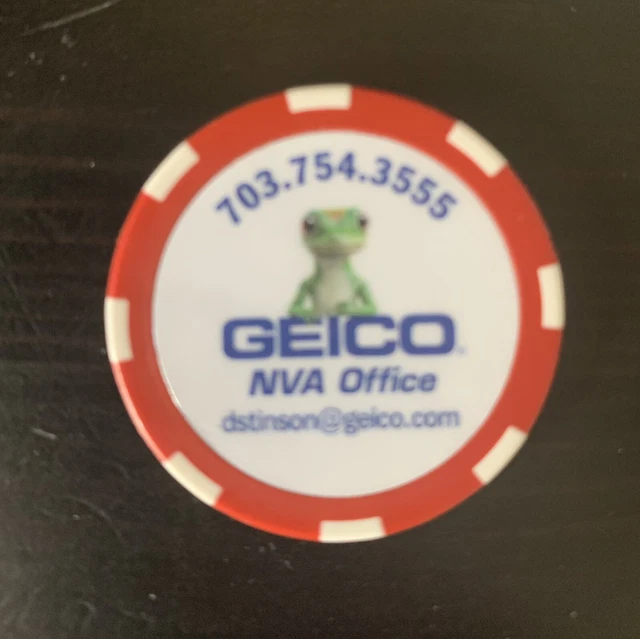 703.754.3555
GEICO
NVA Office
dstinson@geico.com